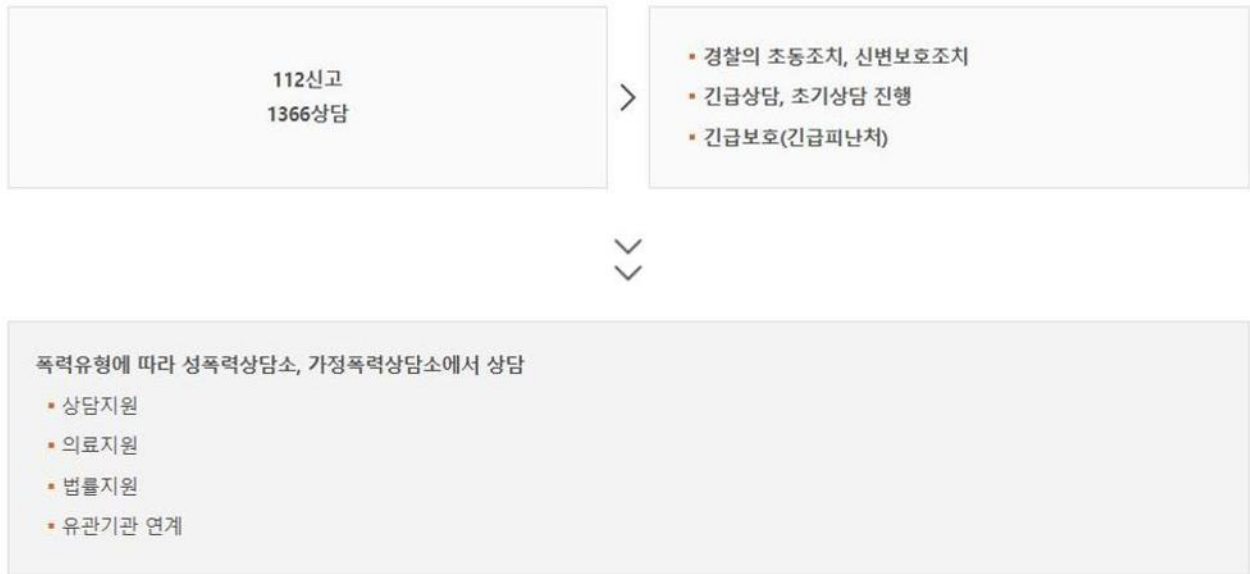 112신고
1366상담
▪ 경찰의 초동조치, 신변보호조치
▪ 긴급상담, 초기상담 진행
▪ 긴급보호(긴급피난처)
폭력유형에 따라 성폭력상담소, 가정폭력상담소에서 상담
▪ 상담지원
▪ 의료지원
▪ 법률지원
▪ 유관기관 연계